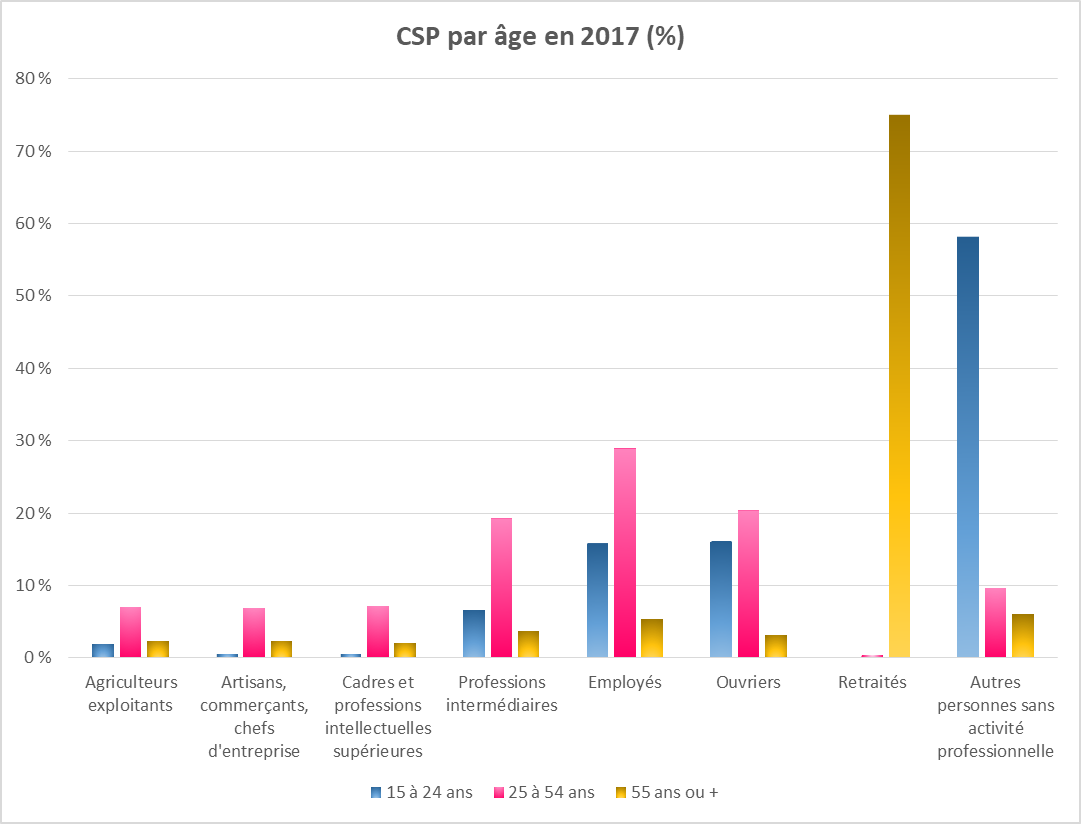 CSP par âge en 2017 (%)
80 %
70 %
60 %
50 %
40 %
30 %
20 %
10 %
0 %
Agriculteurs
exploitants
Artisans,
commerçants,
chefs
d'entreprise
Cadres et
professions
intellectuelles
supérieures
Professions
intermédiaires
Employés
Ouvriers
Retraités
Autres
personnes sans
activité
professionnelle
15 à 24 ans
25 à 54 ans
55 ans ou +